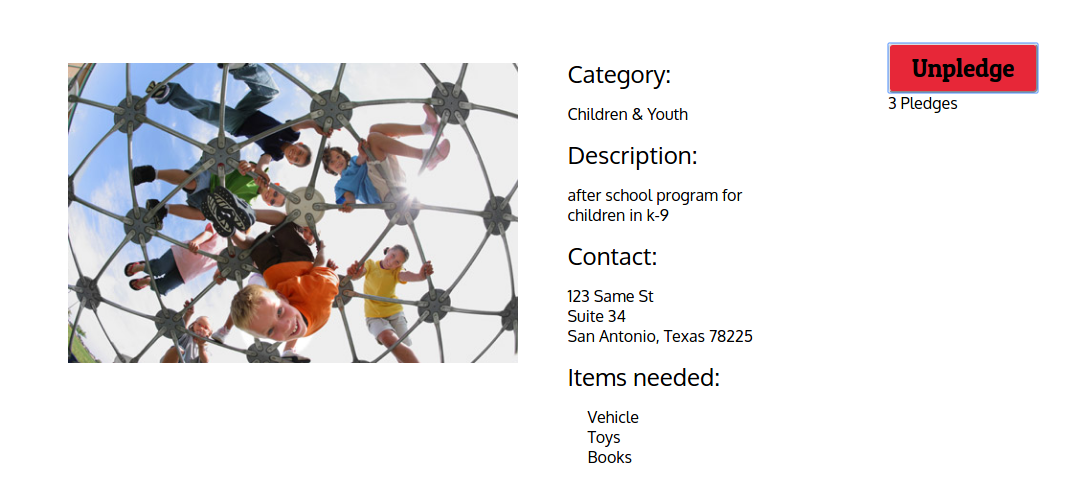 Category:
Children & Youth
Description:
after school program for
children in k-9
Contact:
123 Same St
Suite 34
San Antonio, Texas 78225
Items needed:
Vehicle
Toys
Books
Unpledge
3 Pledges